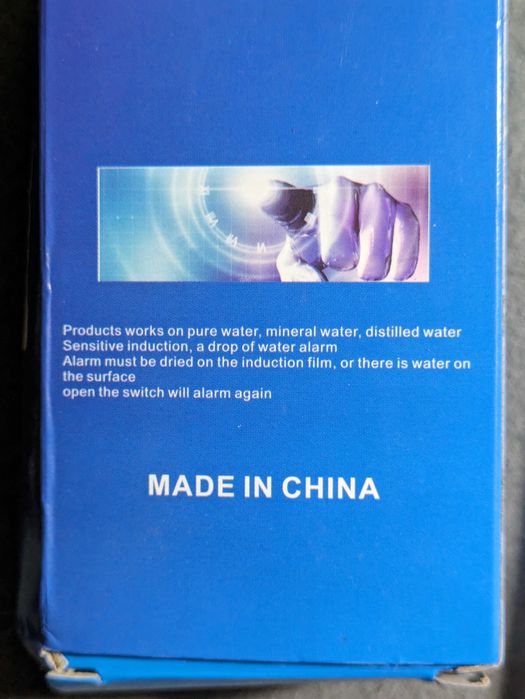 Products works on pure water, mineral water, distilled water
Sensitive induction, a drop of water alarm
Alarm must be dried on the induction film, or there is water on
the surface
open the switch will alarm again
MADE IN CHINA